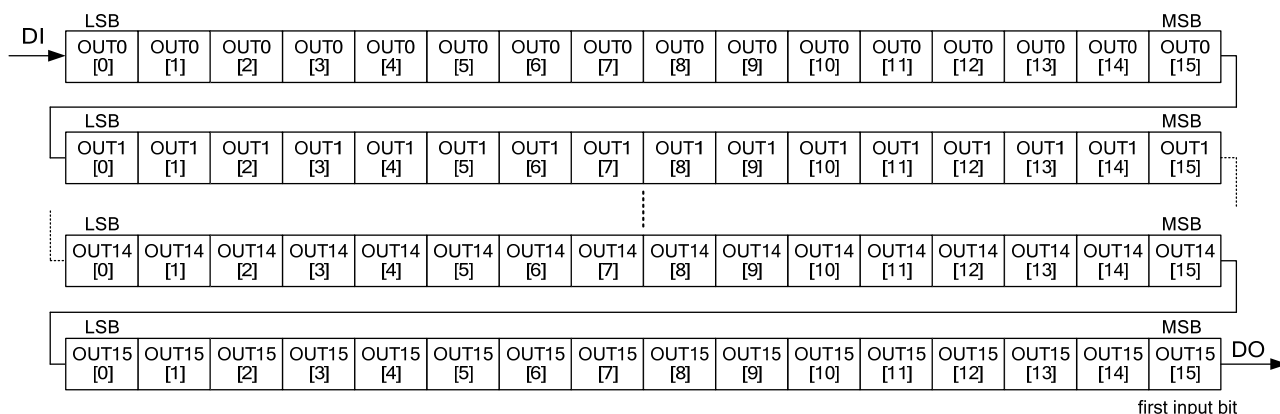 LSB MSB
DI
OUT0 OUT0 OUT0 OUT0 OUT0 OUT0 OUT0 OUT0 OUT0 OUT0 OUT0 OUT0 OUT0 OUT0 OUT0 OUT0
[0] [1] [2] [3] [4] [5] [6] [7] [8] [9] [10] [11] [12] [13] [14] [15]
LSB MSB
OUT1 OUT1 OUT1 OUT1 OUT1 OUT1 OUT1 OUT1 OUT1 OUT1 OUT1 OUT1 OUT1 OUT1 OUT1 OUT1
[0] [1] [2] [3] [4] [5] [6] [7] [8] [9] [10] [11] [12] [13] [14] [15]
LSB MSB
OUT14 OUT14 OUT14 OUT14 OUT14 OUT14 OUT14 OUT14 OUT14 OUT14 OUT14 OUT14 OUT14 OUT14 OUT14 OUT14
[0] [1] [2] [3] [4] [5] [6] [7] [8] [9] [10] [11] [12] [13] [14] [15]
LSB MSB
OUT15 OUT15 OUT15 OUT15 OUT15 OUT15 OUT15 OUT15 OUT15 OUT15 OUT15 OUT15 OUT15 OUT15 OUT15 OUT15 DO
[0] [1] [2] [3] [4] [5] [6] [7] [8] [9] [10] [11] [12] [13] [14] [15]
first input bit